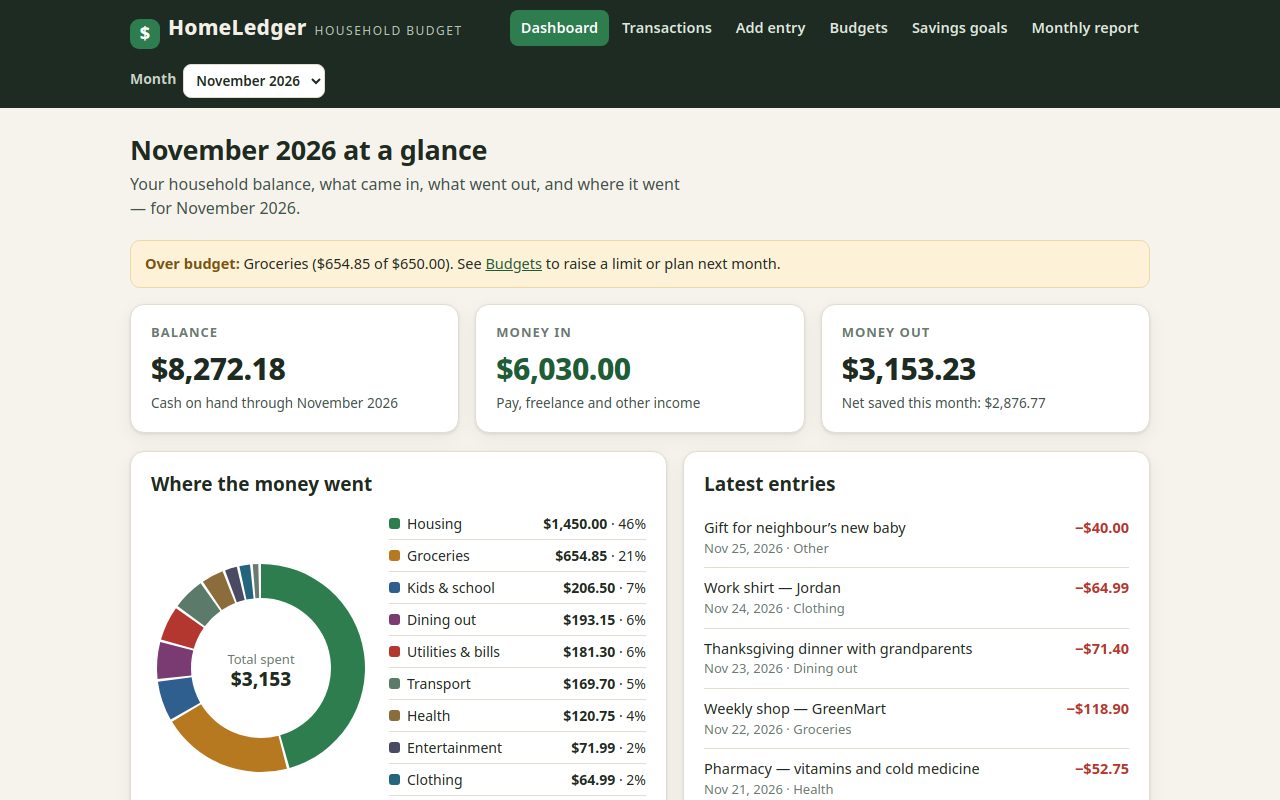 $ HomeLedger HOUSEHOLD BUDGET
Dashboard Transactions Add entry Budgets Savings goals Monthly report
Month November 2026
November 2026 at a glance
Your household balance, what came in, what went out, and where it went
— for November 2026.
Over budget: Groceries ($654.85 of $650.00). See Budgets to raise a limit or plan next month.
BALANCE
$8,272.18
Cash on hand through November 2026
MONEY IN
$6,030.00
Pay, freelance and other income
MONEY OUT
$3,153.23
Net saved this month: $2,876.77
Where the money went
Total spent
$3,153
Housing $1,450.00 · 46%
Groceries $654.85 · 21%
Kids & school $206.50 · 7%
Dining out $193.15 · 6%
Utilities & bills $181.30 · 6%
Transport $169.70 · 5%
Health $120.75 · 4%
Entertainment $71.99 · 2%
Clothing $64.99 · 2%
Latest entries
Gift for neighbour’s new baby −$40.00
Nov 25, 2026 · Other
Work shirt — Jordan −$64.99
Nov 24, 2026 · Clothing
Thanksgiving dinner with grandparents −$71.40
Nov 23, 2026 · Dining out
Weekly shop — GreenMart −$118.90
Nov 22, 2026 · Groceries
Pharmacy — vitamins and cold medicine −$52.75
Nov 21, 2026 · Health